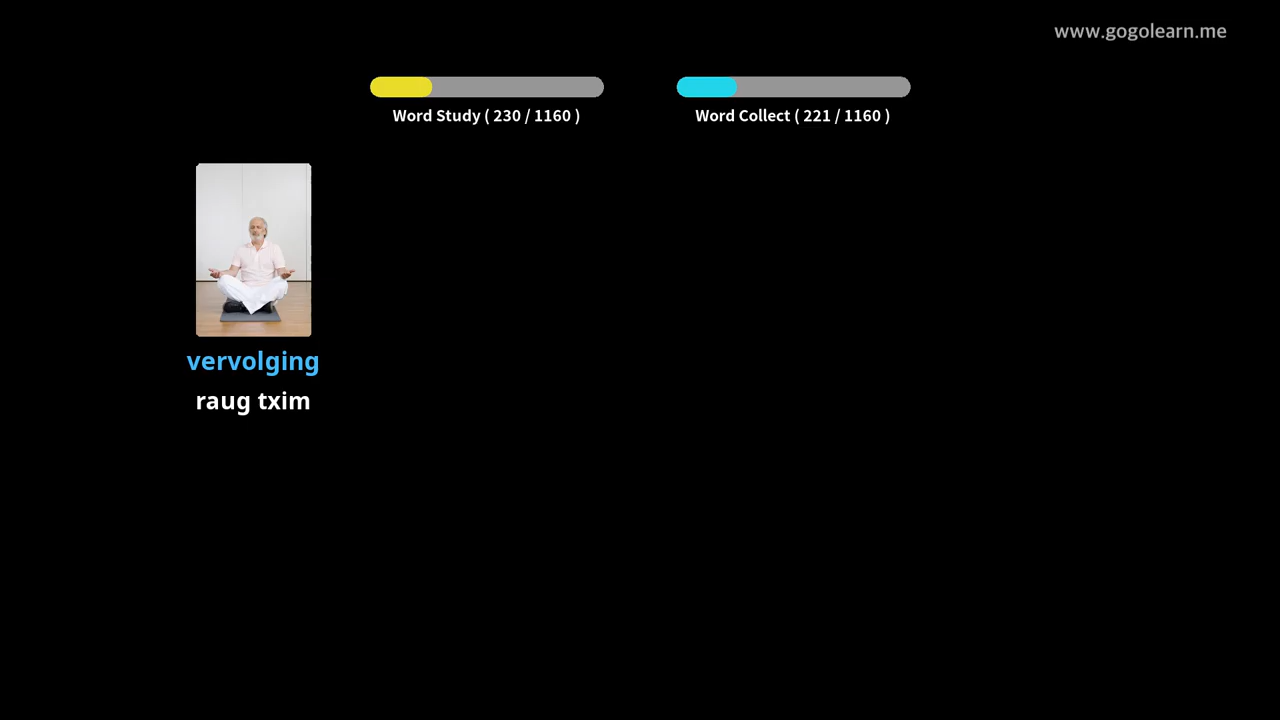 www.gogolearn.me
Word Study ( 230 / 1160 )
Word Collect ( 221 / 1160 )
vervolging
raug txim